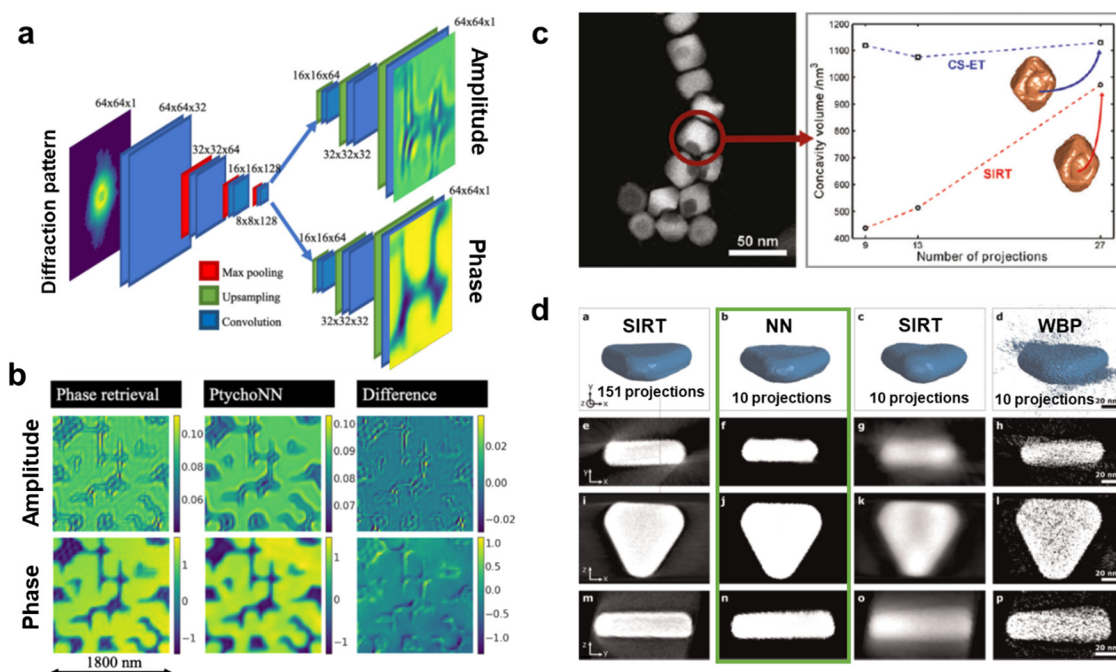 a
64x64x1
64x64x32
32x32x64
16x16x128
8x8x128
Diffraction pattern
16x16x64
32x32x32
64x64x1
Amplitude
16x16x64
32x32x32
64x64x1
Phase
Max pooling
Upsampling
Convolution
b
Phase retrieval
PtychoNN
Difference
Amplitude
0.10
0.08
0.06
0.10
0.09
0.08
0.07
0.02
0.00
−0.02
Phase
1
0
−1
1
0
−1
1.0
0.5
0.0
−0.5
−1.0
1800 nm
c
50 nm
Concavity volume /nm³
1200
1100
1000
900
800
700
600
500
400
CS-ET
SIRT
9
13
27
Number of projections
d
a
SIRT
151 projections
y
z
x
b
NN
10 projections
c
SIRT
10 projections
d
WBP
10 projections
20 nm
e
y
z
x
f
g
h
20 nm
i
z
x
j
k
l
20 nm
m
z
n
o
p
20 nm